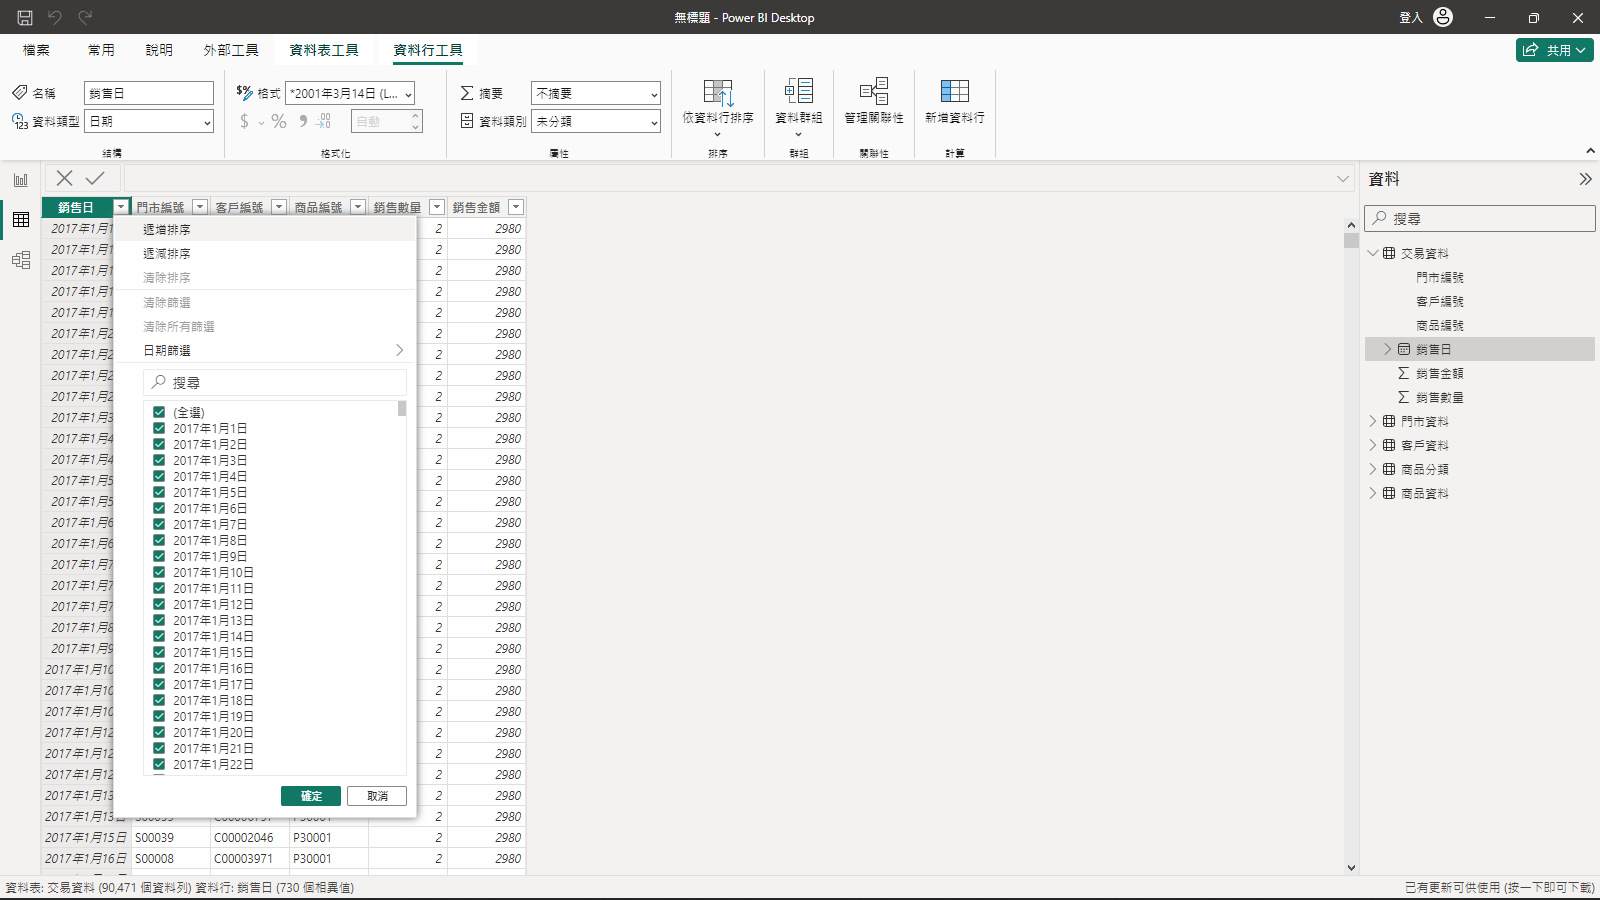 無標題 - Power BI Desktop
登入
檔案 常用 說明 外部工具 資料表工具 資料行工具
共用
名稱 銷售日
資料類型 日期
結構
格式 *2001年3月14日 (L...
$ % 自動
格式化
摘要 不摘要
資料類別 未分類
屬性
依資料行排序
排序
資料群組
群組
管理關聯性
關聯性
新增資料行
計算
銷售日 門市編號 客戶編號 商品編號 銷售數量 銷售金額
2017年1月1 2 2980
2017年1月1 2 2980
2017年1月1 2 2980
2017年1月1 2 2980
2017年1月1 2 2980
2017年1月2 2 2980
2017年1月2 2 2980
2017年1月2 2 2980
2017年1月2 2 2980
2017年1月3 2 2980
2017年1月4 2 2980
2017年1月4 2 2980
2017年1月5 2 2980
2017年1月5 2 2980
2017年1月6 2 2980
2017年1月6 2 2980
2017年1月7 2 2980
2017年1月7 2 2980
2017年1月7 2 2980
2017年1月8 2 2980
2017年1月9 2 2980
2017年1月10 2 2980
2017年1月10 2 2980
2017年1月10 2 2980
2017年1月12 2 2980
2017年1月12 2 2980
2017年1月12 2 2980
2017年1月13 2 2980
2017年1月13日 2 2980
2017年1月15日 S00039 C00002046 P30001 2 2980
2017年1月16日 S00008 C00003971 P30001 2 2980
遞增排序
遞減排序
清除排序
清除篩選
清除所有篩選
日期篩選
搜尋
(全選)
2017年1月1日
2017年1月2日
2017年1月3日
2017年1月4日
2017年1月5日
2017年1月6日
2017年1月7日
2017年1月8日
2017年1月9日
2017年1月10日
2017年1月11日
2017年1月12日
2017年1月13日
2017年1月14日
2017年1月15日
2017年1月16日
2017年1月17日
2017年1月18日
2017年1月19日
2017年1月20日
2017年1月21日
2017年1月22日
確定 取消
資料
搜尋
交易資料
門市編號
客戶編號
商品編號
銷售日
銷售金額
銷售數量
門市資料
客戶資料
商品分類
商品資料
資料表: 交易資料 (90,471 個資料列) 資料行: 銷售日 (730 個相異值)
已有更新可供使用 (按一下即可下載)